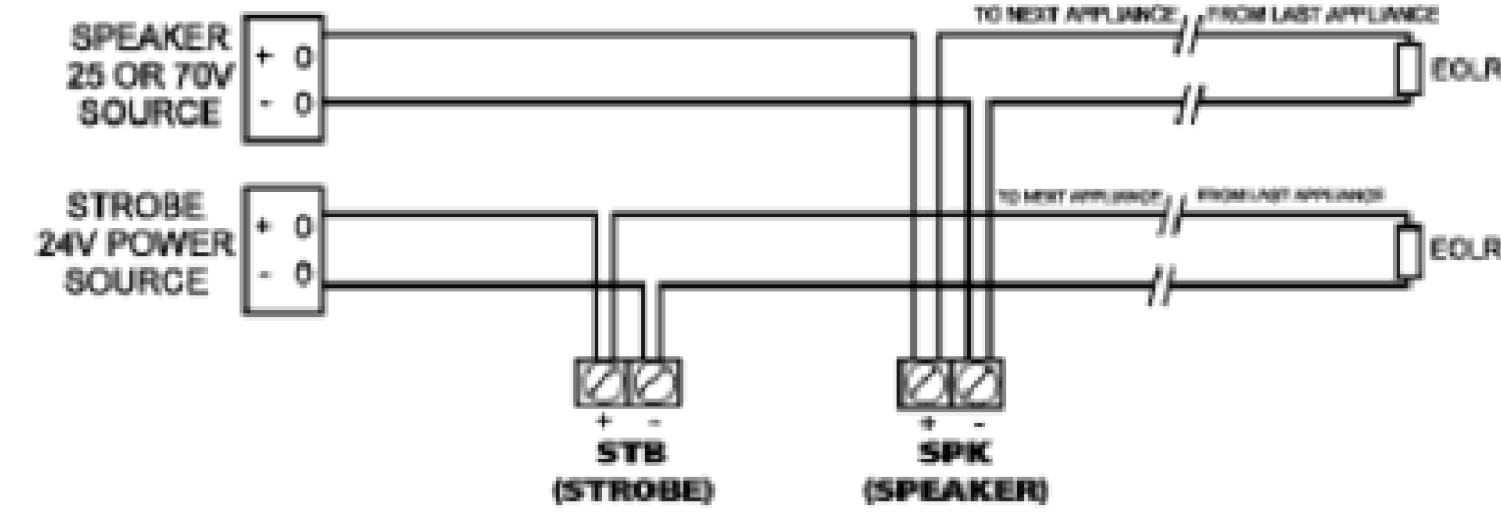 TO NEXT APPLIANCE FROM LAST APPLIANCE
SPEAKER
25 OR 70V
SOURCE
+ 0
- 0
EOLR
TO NEXT APPLIANCE FROM LAST APPLIANCE
STROBE
24V POWER
SOURCE
+ 0
- 0
EOLR
+ -
STB
(STROBE)
+ -
SPK
(SPEAKER)